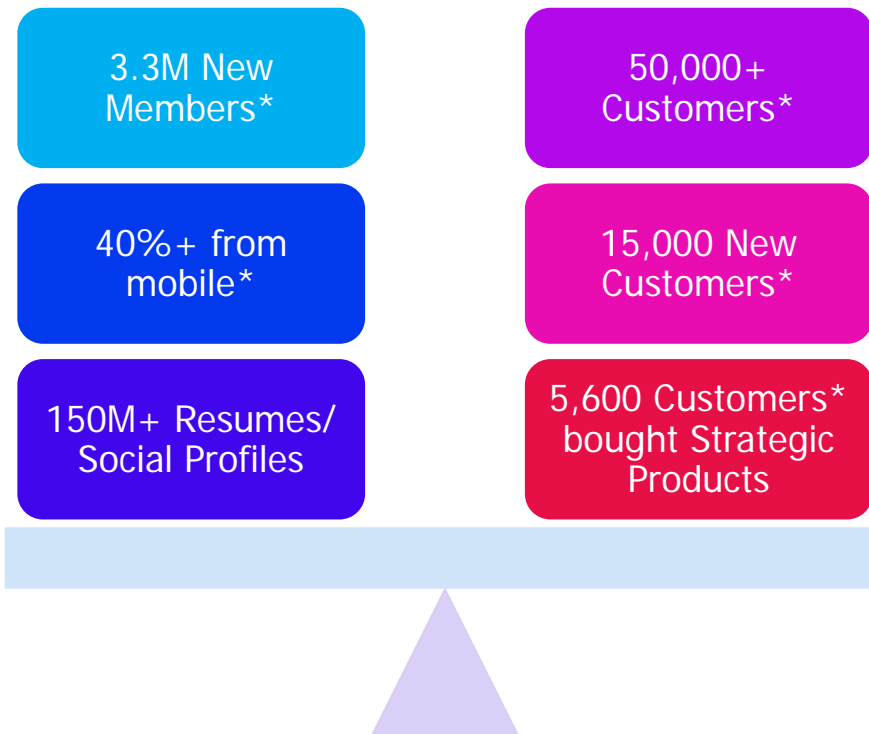 3.3M New
Members*
40%+ from
mobile*
150M+ Resumes/
Social Profiles
50,000+
Customers*
15,000 New
Customers*
5,600 Customers*
bought Strategic
Products